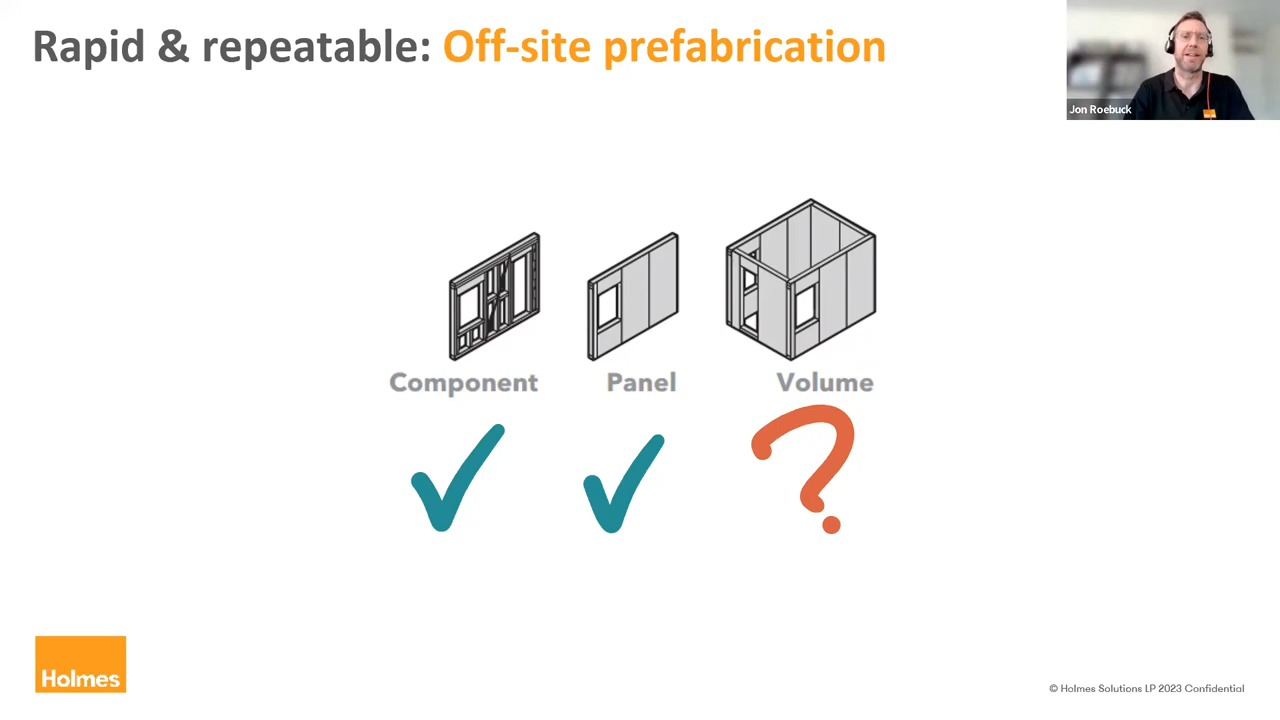 Rapid & repeatable: Off-site prefabrication
Jon Roebuck
Component Panel Volume
Holmes
© Holmes Solutions LP 2023 Confidential